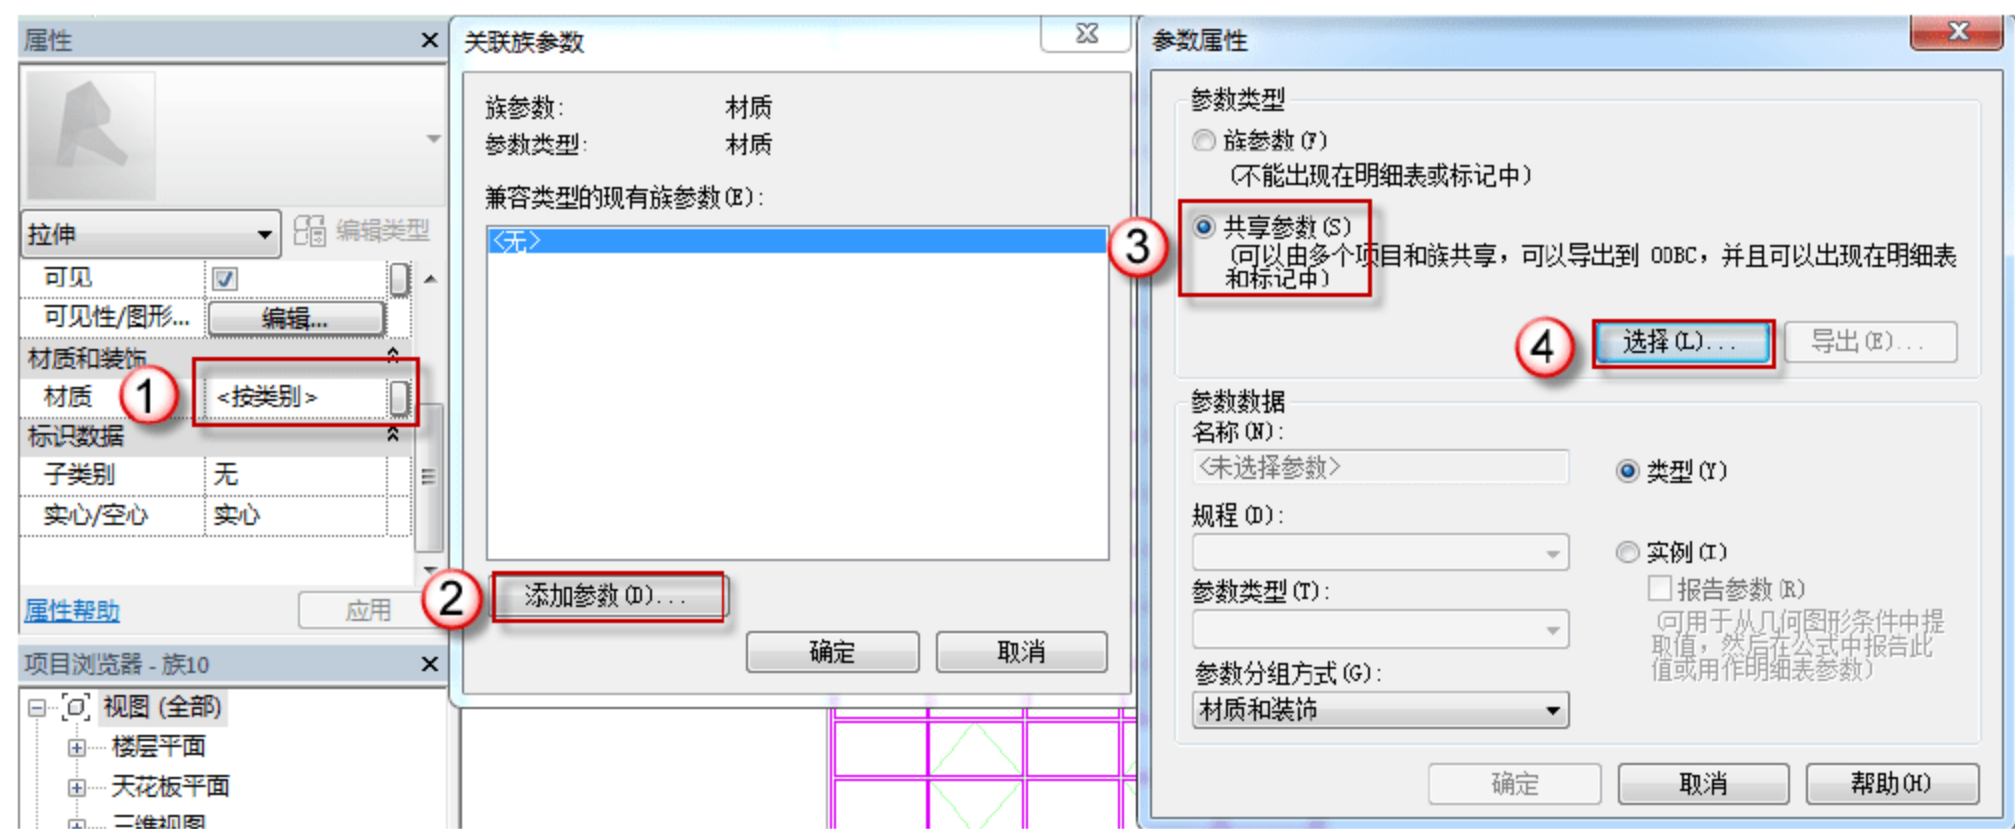 属性
拉伸
编辑类型
可见
可见性/图形...
编辑...
材质和装饰
材质
1
<按类别>
标识数据
子类别
无
实心/空心
实心
属性帮助
应用
项目浏览器 - 族10
视图 (全部)
楼层平面
天花板平面
三维视图
关联族参数
族参数:
材质
参数类型:
材质
兼容类型的现有族参数(E):
<无>
2
添加参数(D)...
确定
取消
参数属性
参数类型
族参数(F)
(不能出现在明细表或标记中)
3
共享参数(S)
(可以由多个项目和族共享，可以导出到 ODBC，并且可以出现在明细表
和标记中)
4
选择(L)...
导出(E)...
参数数据
名称(N):
<未选择参数>
类型(Y)
规程(D):
实例(I)
参数类型(T):
报告参数(R)
(可用于从几何图形条件中提
取值，然后在公式中报告此
值或用作明细表参数)
参数分组方式(G):
材质和装饰
确定
取消
帮助(H)